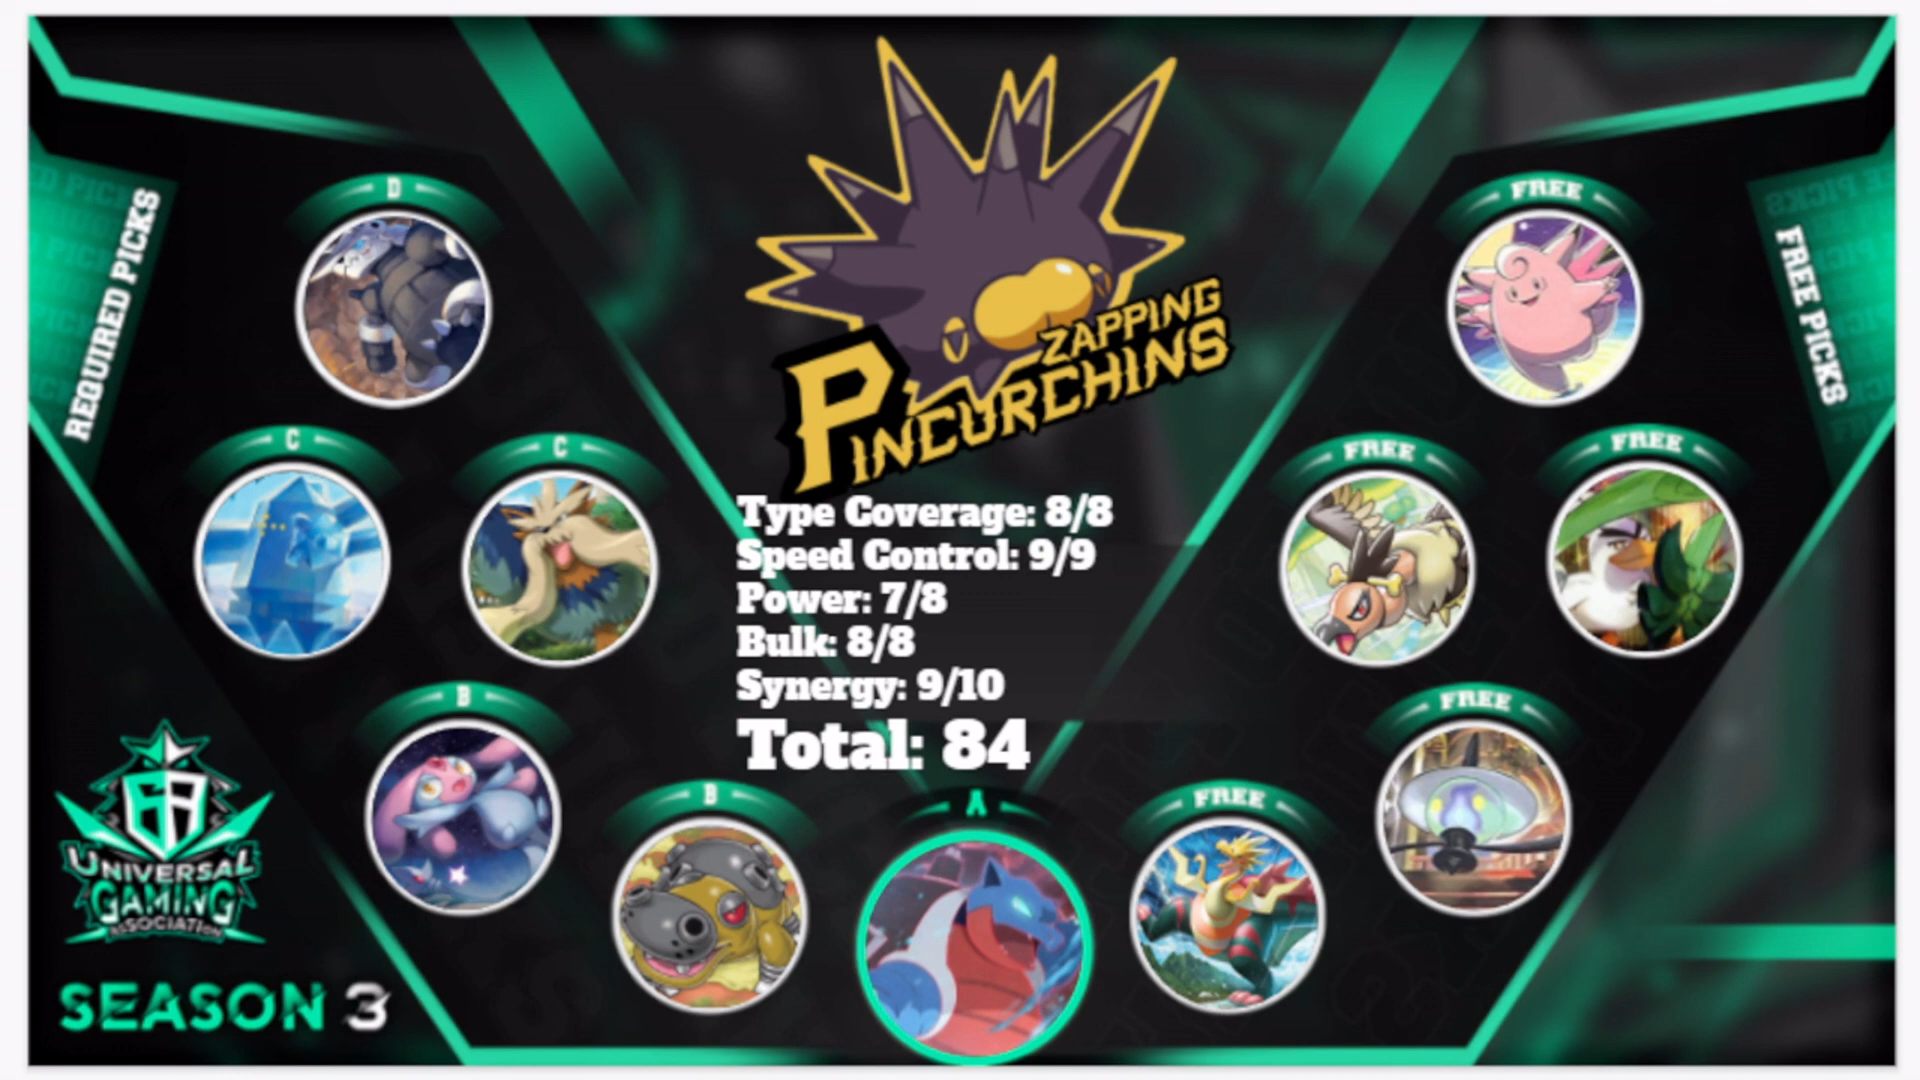 REQUIRED PICKS
D
C
C
B
B
A
ZAPPING
PINCURCHINS
Type Coverage: 8/8
Speed Control: 9/9
Power: 7/8
Bulk: 8/8
Synergy: 9/10
Total: 84
FREE PICKS
FREE
FREE
FREE
FREE
FREE
UNIVERSAL
GAMING
ASSOCIATION
SEASON 3